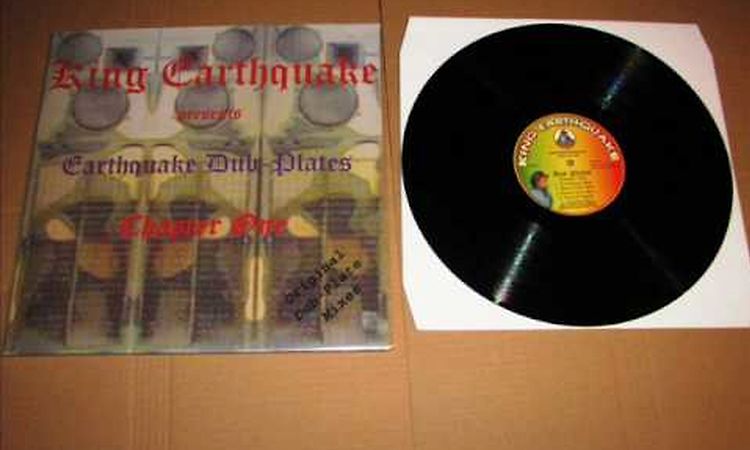 King Earthquake
presents
Earthquake Dub-Plates
Chapter One
Original
Dub Plate
Mixes
KING EARTHQUAKE